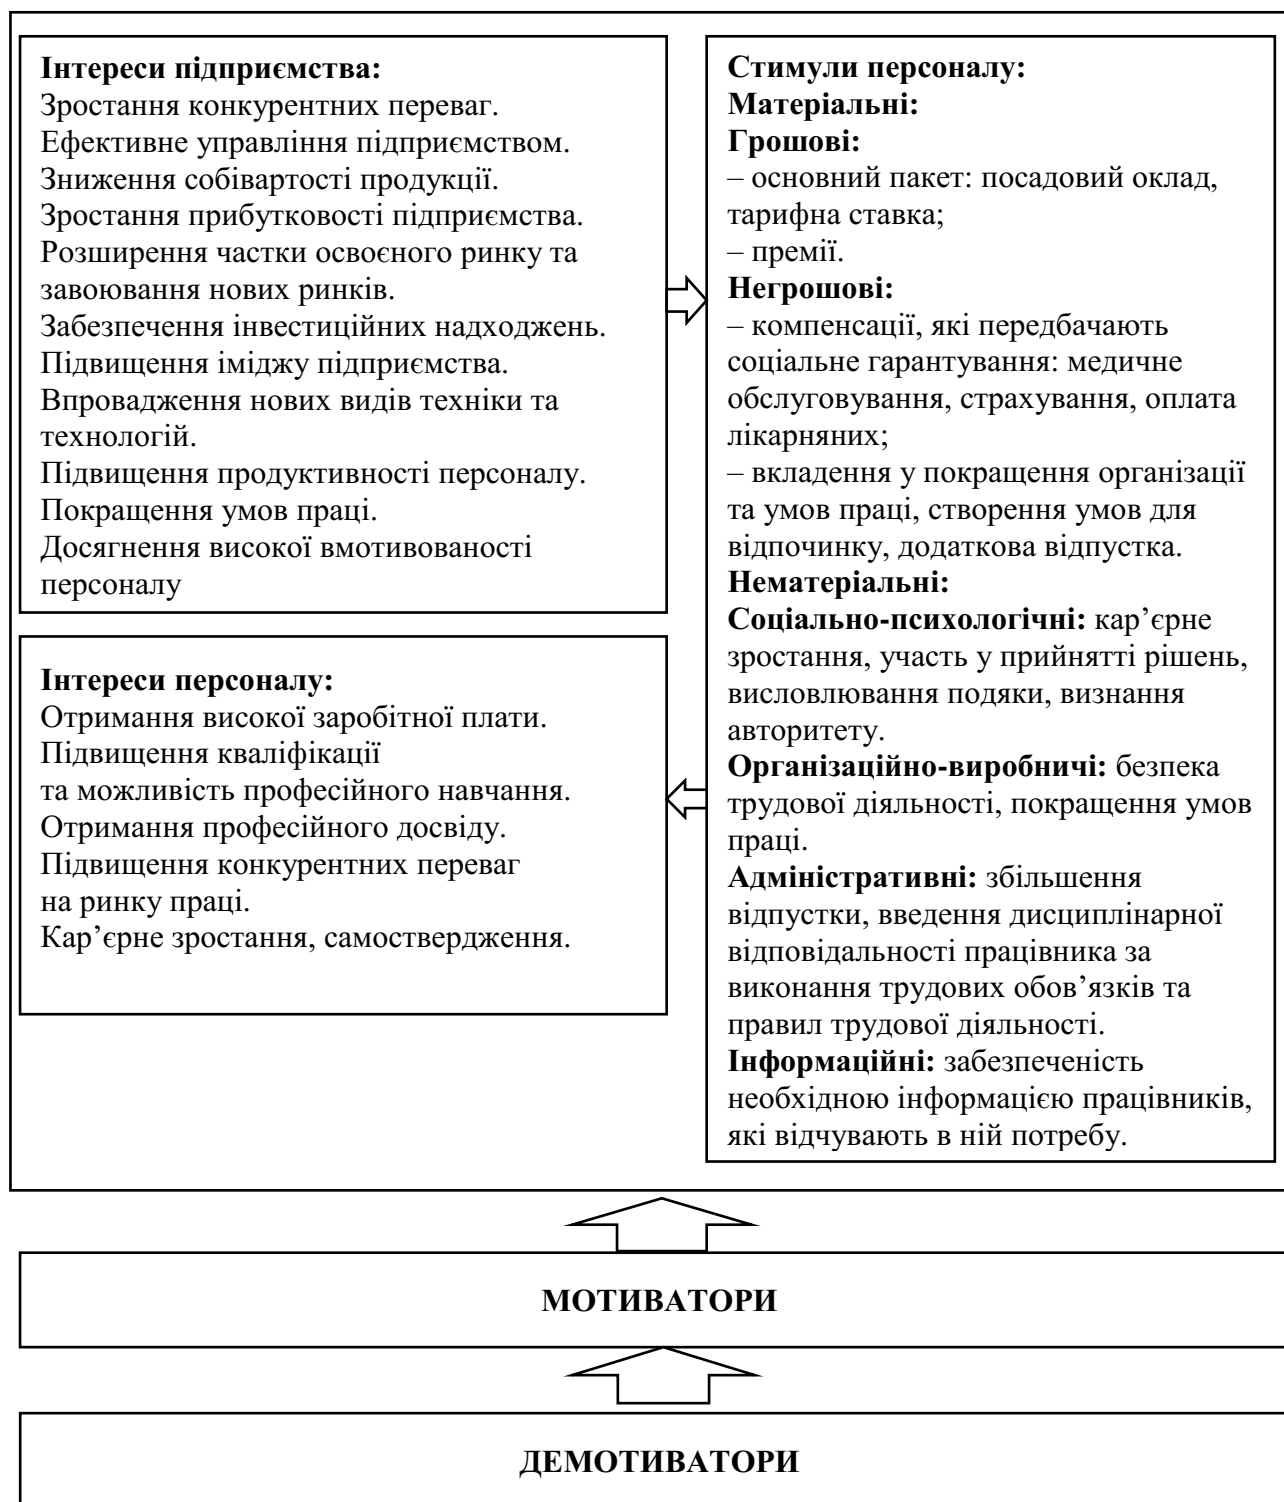 Інтереси підприємства:
Зростання конкурентних переваг.
Ефективне управління підприємством.
Зниження собівартості продукції.
Зростання прибутковості підприємства.
Розширення частки освоєного ринку та
завоювання нових ринків.
Забезпечення інвестиційних надходжень.
Підвищення іміджу підприємства.
Впровадження нових видів техніки та
технологій.
Підвищення продуктивності персоналу.
Покращення умов праці.
Досягнення високої вмотивованості
персоналу
Інтереси персоналу:
Отримання високої заробітної плати.
Підвищення кваліфікації
та можливість професійного навчання.
Отримання професійного досвіду.
Підвищення конкурентних переваг
на ринку праці.
Кар’єрне зростання, самоствердження.
Стимули персоналу:
Матеріальні:
Грошові:
– основний пакет: посадовий оклад,
тарифна ставка;
– премії.
Негрошові:
– компенсації, які передбачають
соціальне гарантування: медичне
обслуговування, страхування, оплата
лікарняних;
– вкладення у покращення організації
та умов праці, створення умов для
відпочинку, додаткова відпустка.
Нематеріальні:
Соціально-психологічні: кар’єрне
зростання, участь у прийнятті рішень,
висловлювання подяки, визнання
авторитету.
Організаційно-виробничі: безпека
трудової діяльності, покращення умов
праці.
Адміністративні: збільшення
відпустки, введення дисциплінарної
відповідальності працівника за
виконання трудових обов’язків та
правил трудової діяльності.
Інформаційні: забезпеченість
необхідною інформацією працівників,
які відчувають в ній потребу.
МОТИВАТОРИ
ДЕМОТИВАТОРИ